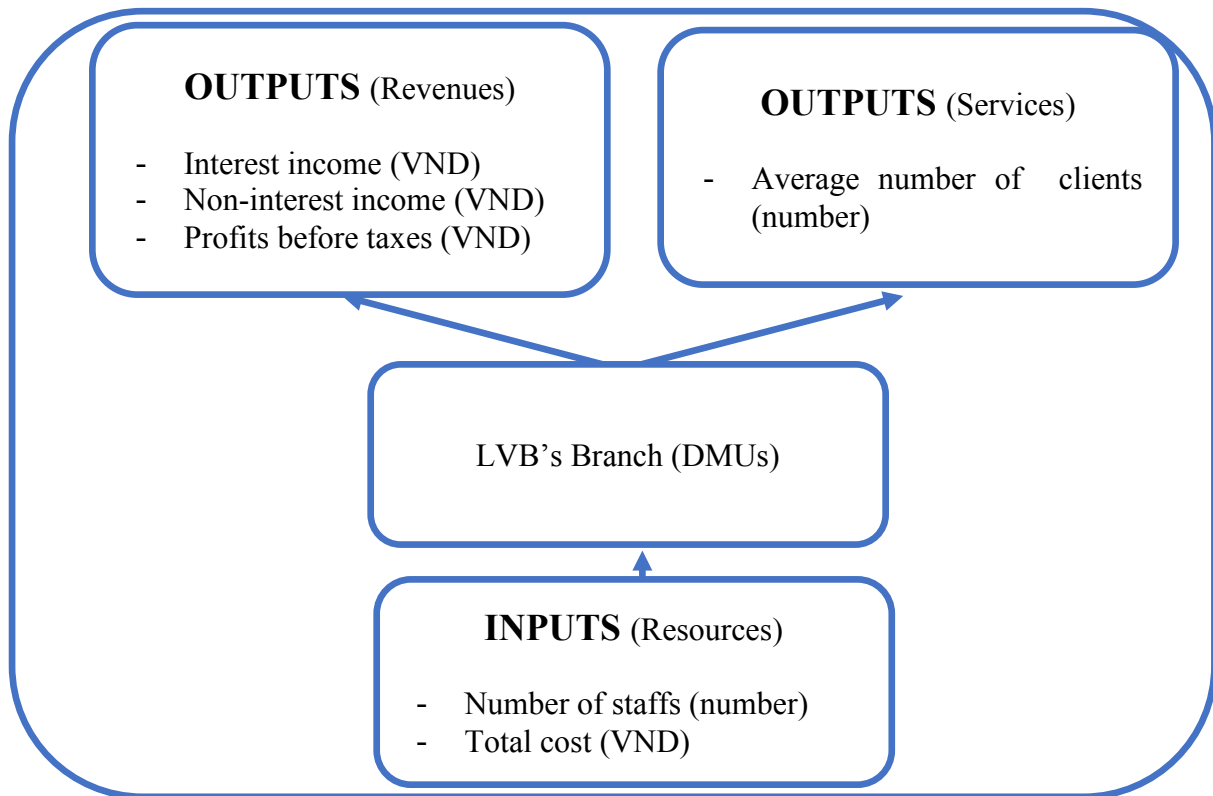 OUTPUTS (Revenues)
- Interest income (VND)
- Non-interest income (VND)
- Profits before taxes (VND)
OUTPUTS (Services)
- Average number of clients
(number)
LVB’s Branch (DMUs)
INPUTS (Resources)
- Number of staffs (number)
- Total cost (VND)